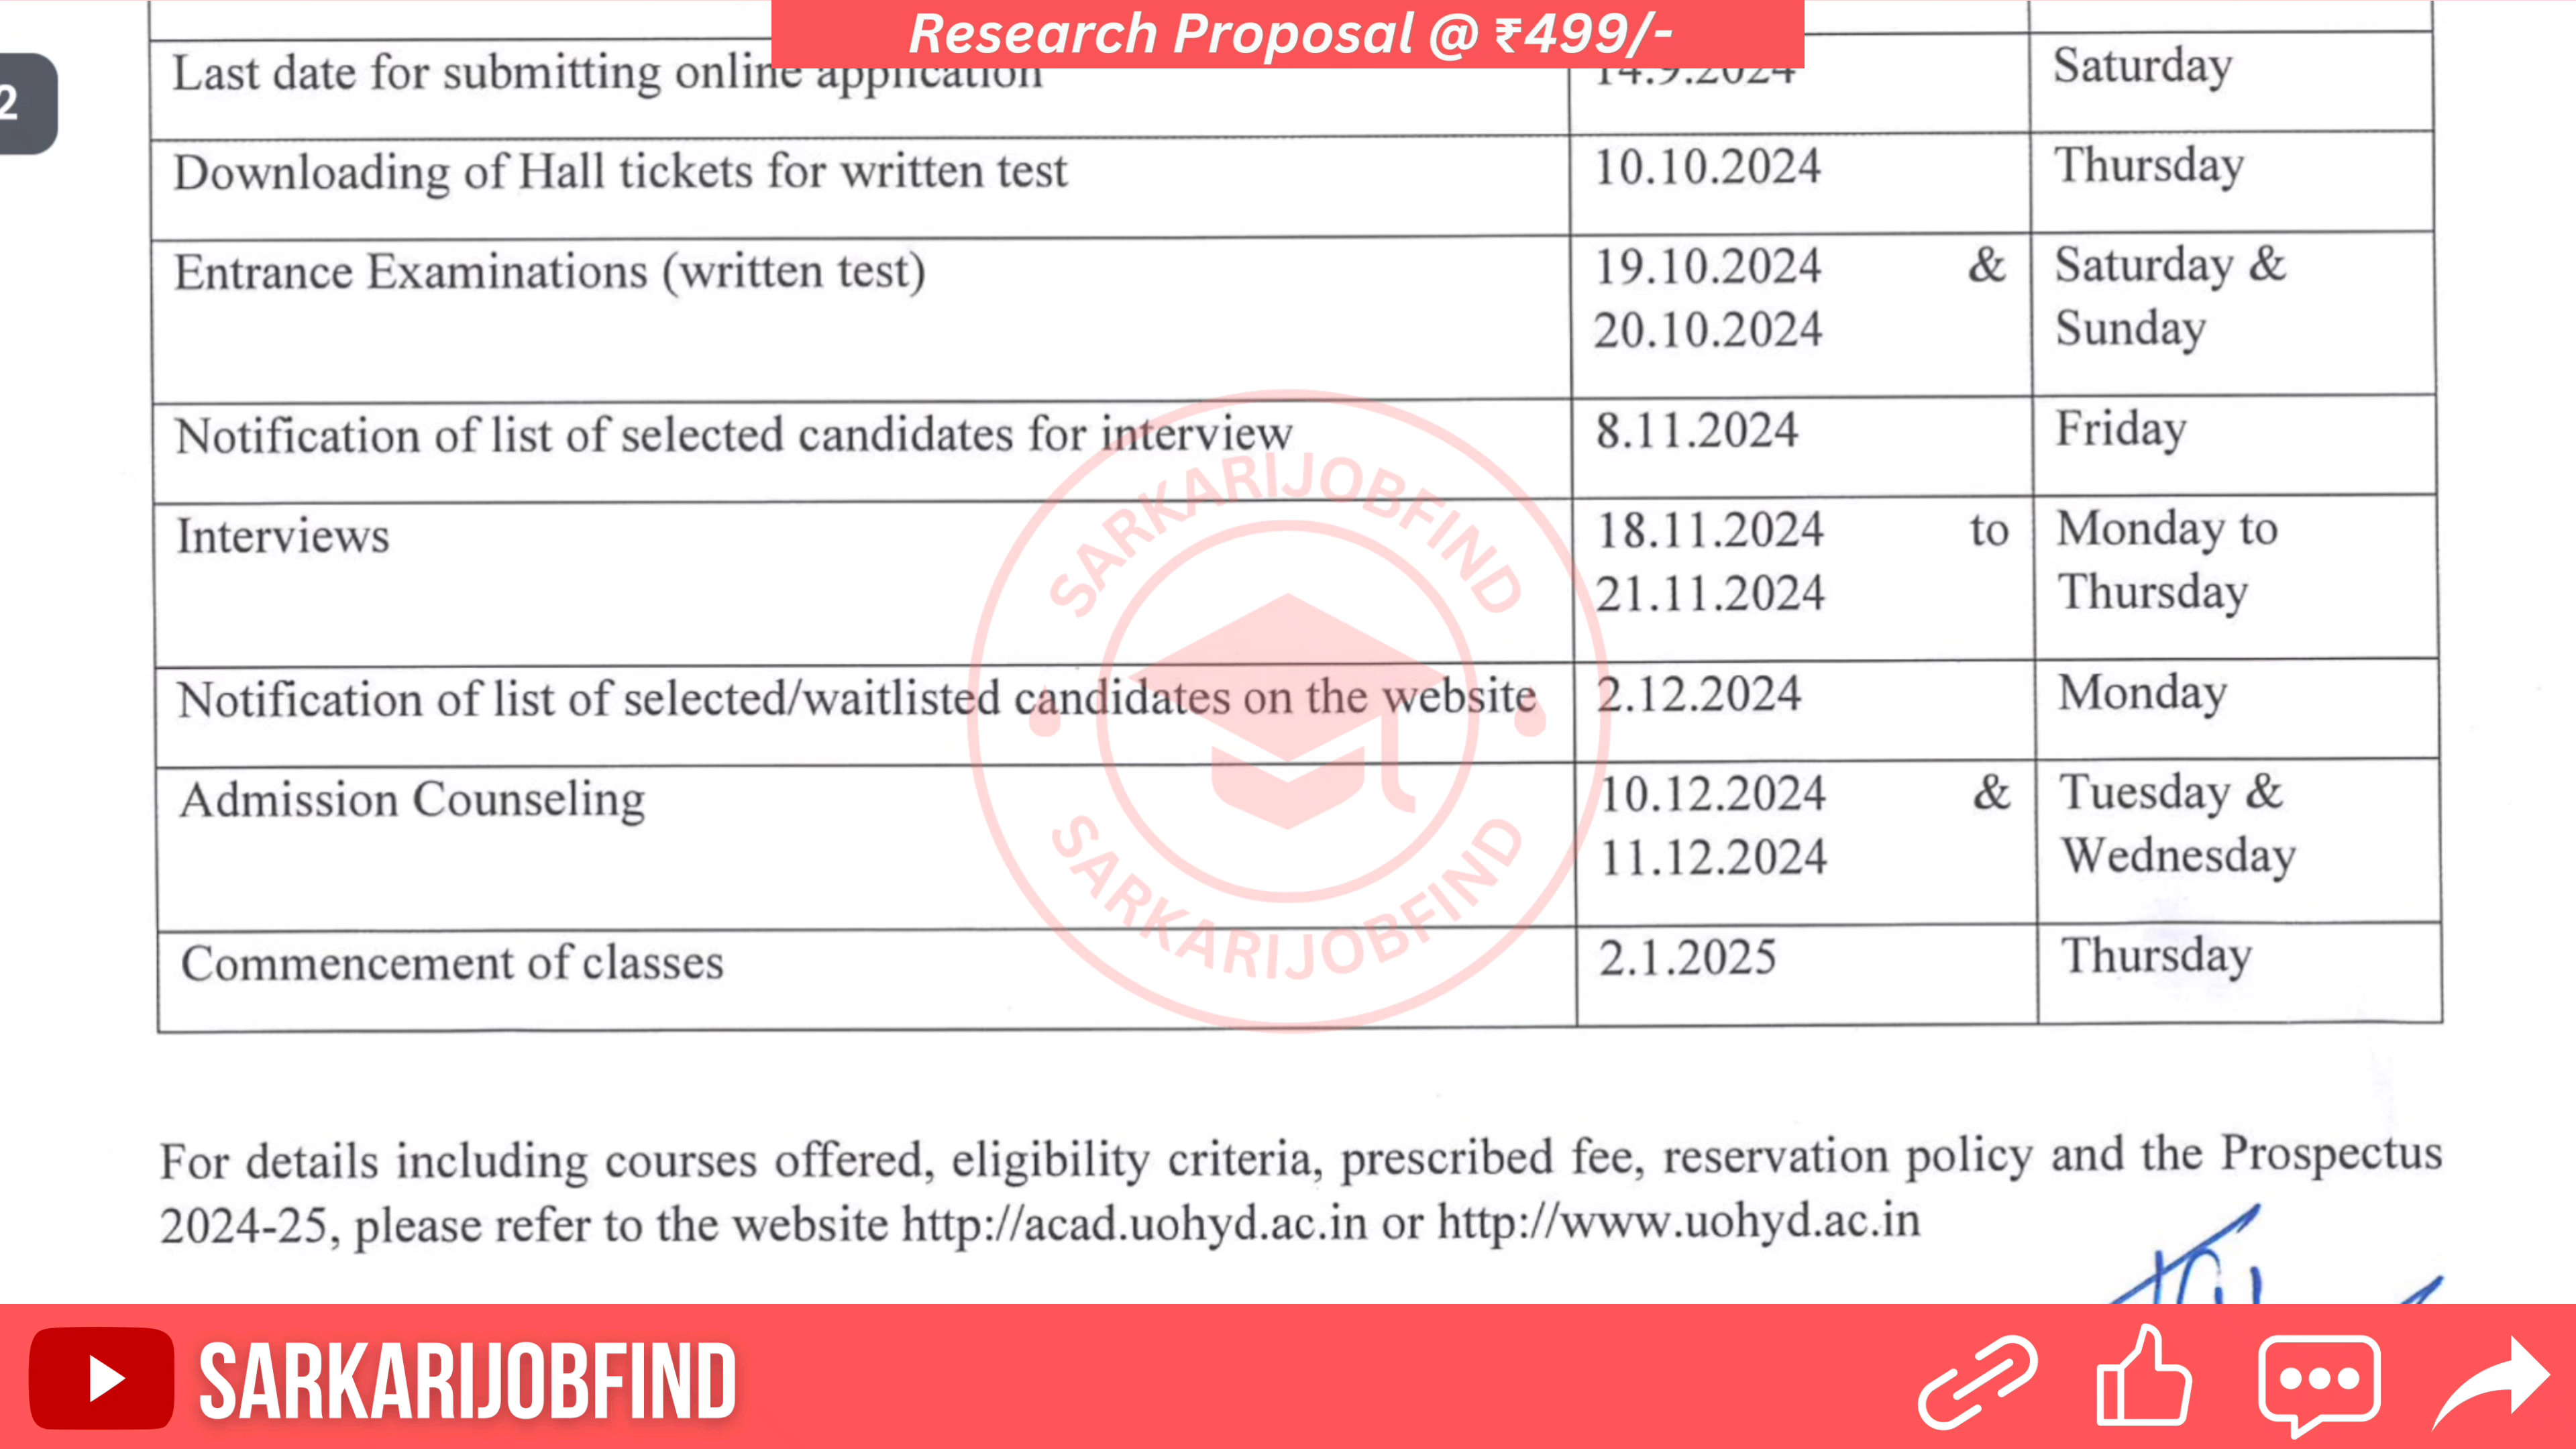 Research Proposal @ ₹499/-
2
Last date for submitting online application 14.9.2024 Saturday
Downloading of Hall tickets for written test 10.10.2024 Thursday
Entrance Examinations (written test) 19.10.2024 & Saturday &
20.10.2024 Sunday
Notification of list of selected candidates for interview 8.11.2024 Friday
Interviews 18.11.2024 to Monday to
21.11.2024 Thursday
Notification of list of selected/waitlisted candidates on the website 2.12.2024 Monday
Admission Counseling 10.12.2024 & Tuesday &
11.12.2024 Wednesday
Commencement of classes 2.1.2025 Thursday
SARKARIJOBFIND
SARKARIJOBFIND
For details including courses offered, eligibility criteria, prescribed fee, reservation policy and the Prospectus
2024-25, please refer to the website http://acad.uohyd.ac.in or http://www.uohyd.ac.in
SARKARIJOBFIND